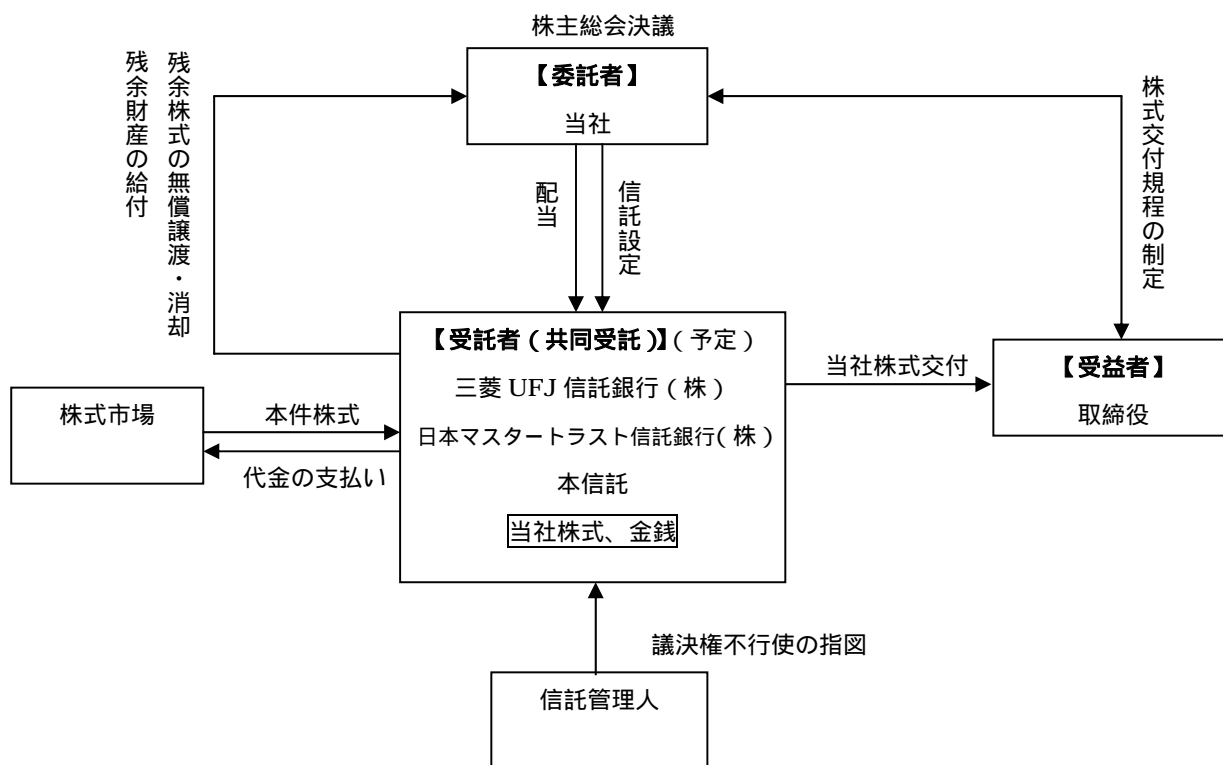 株主総会決議
【委託者】
当社
残余株式の無償譲渡・消却
残余財産の給付
配当
信託設定
株式交付規程の制定
【受託者（共同受託）】（予定）
三菱 UFJ 信託銀行（株）
日本マスタートラスト信託銀行（株）
本信託
当社株式、金銭
当社株式交付
【受益者】
取締役
株式市場
本件株式
代金の支払い
議決権不行使の指図
信託管理人